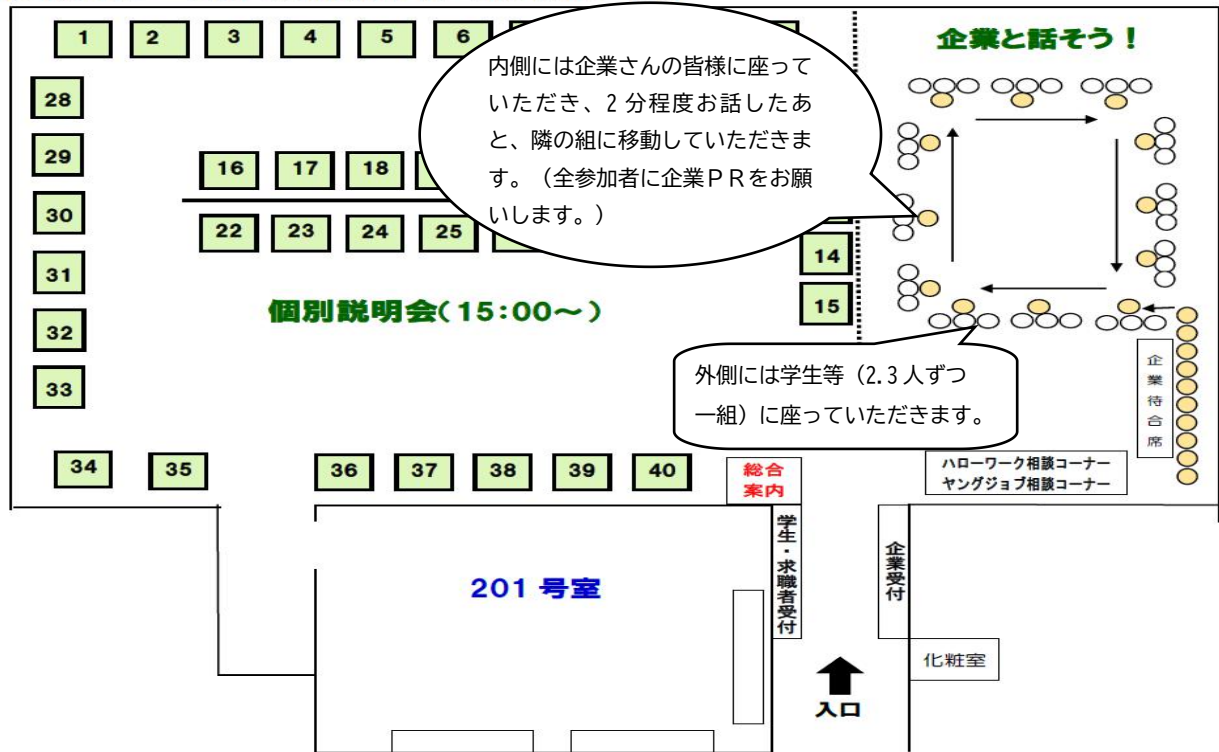 1 2 3 4 5 6
企業と話そう！
内側には企業さんの皆様に座って
いただき、2分程度お話したあ
と、隣の組に移動していただきま
す。（全参加者に企業ＰＲをお願
いします。）
28
29
30
31
32
33
16 17 18
22 23 24 25
14
15
個別説明会(15:00～)
外側には学生等（2.3人ずつ
一組）に座っていただきます。
企業待合席
34 35 36 37 38 39 40
総合
案内
ハローワーク相談コーナー
ヤングジョブ相談コーナー
学生・求職者受付
企業受付
201号室
化粧室
入口